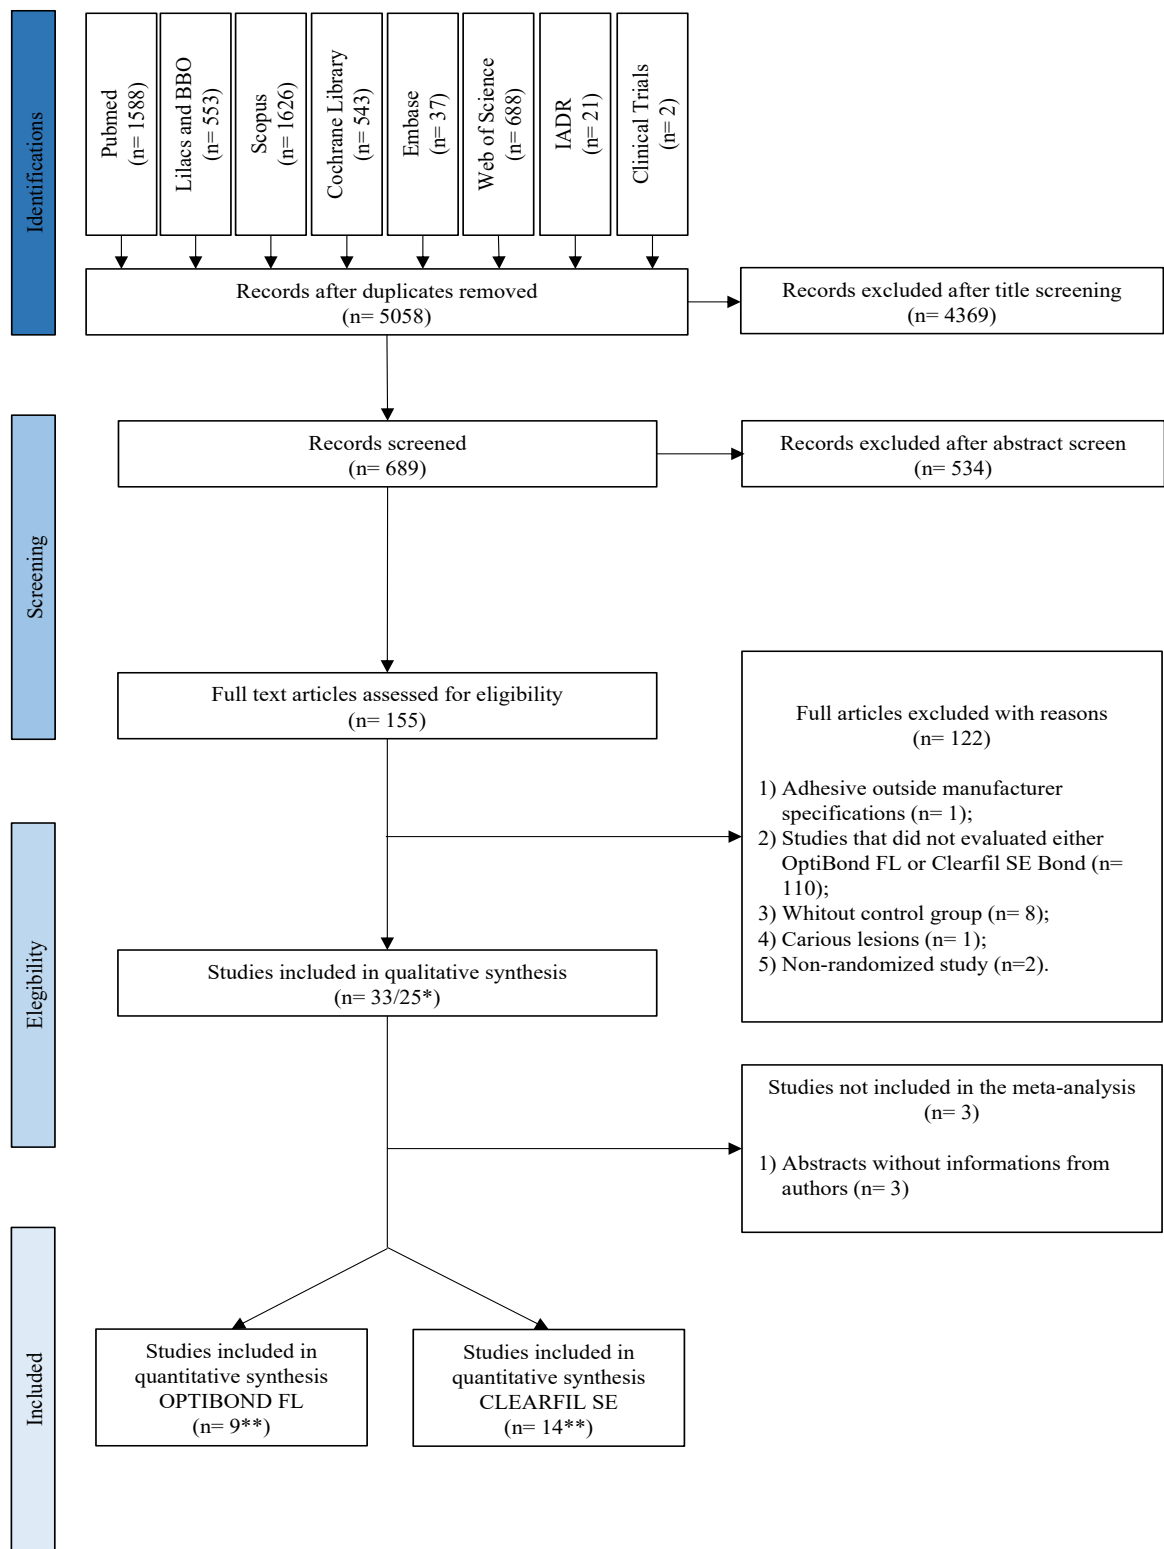 Identifications
Pubmed
(n= 1588)
Lilacs and BBO
(n= 553)
Scopus
(n= 1626)
Cochrane Library
(n= 543)
Embase
(n= 37)
Web of Science
(n= 688)
IADR
(n= 21)
Clinical Trials
(n= 2)
Records after duplicates removed
(n= 5058)
Records excluded after title screening
(n= 4369)
Screening
Records screened
(n= 689)
Records excluded after abstract screen
(n= 534)
Full text articles assessed for eligibility
(n= 155)
Full articles excluded with reasons
(n= 122)
1) Adhesive outside manufacturer
specifications (n= 1);
2) Studies that did not evaluated either
OptiBond FL or Clearfil SE Bond (n=
110);
3) Whitout control group (n= 8);
4) Carious lesions (n= 1);
5) Non-randomized study (n=2).
Elegibility
Studies included in qualitative synthesis
(n= 33/25*)
Studies not included in the meta-analysis
(n= 3)
1) Abstracts without informations from
authors (n= 3)
Included
Studies included in
quantitative synthesis
OPTIBOND FL
(n= 9**)
Studies included in
quantitative synthesis
CLEARFIL SE
(n= 14**)